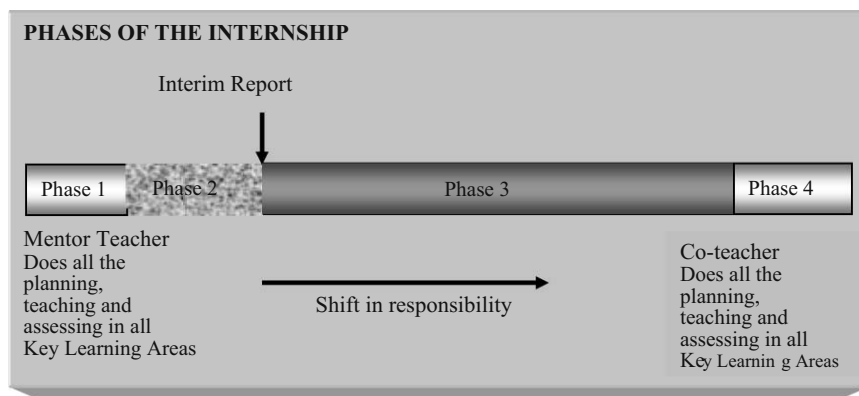 PHASES OF THE INTERNSHIP
Interim Report
Phase 1
Phase 2
Phase 3
Phase 4
Mentor Teacher
Does all the
planning,
teaching and
assessing in all
Key Learning Areas
Shift in responsibility
Co-teacher
Does all the
planning,
teaching and
assessing in all
Key Learnin g Areas